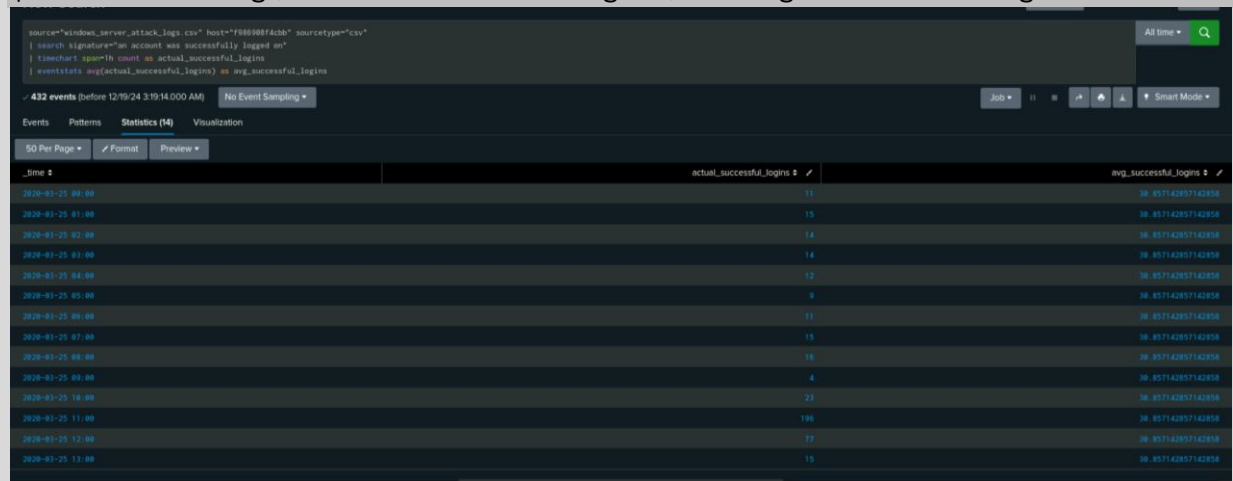 source="windows_server_attack_logs.csv" host="f980908f4cbb" sourcetype="csv"
| search signature="an account was successfully logged on"
| timechart span=1h count as actual_successful_logins
| eventstats avg(actual_successful_logins) as avg_successful_logins
All time
432 events (before 12/19/24 3:19:14.000 AM) No Event Sampling
Job Smart Mode
Events Patterns Statistics (14) Visualization
50 Per Page Format Preview
_time actual_successful_logins avg_successful_logins
2020-03-25 00:00 11 30.857142857142858
2020-03-25 01:00 15 30.857142857142858
2020-03-25 02:00 14 30.857142857142858
2020-03-25 03:00 14 30.857142857142858
2020-03-25 04:00 12 30.857142857142858
2020-03-25 05:00 9 30.857142857142858
2020-03-25 06:00 11 30.857142857142858
2020-03-25 07:00 15 30.857142857142858
2020-03-25 08:00 16 30.857142857142858
2020-03-25 09:00 4 30.857142857142858
2020-03-25 10:00 23 30.857142857142858
2020-03-25 11:00 196 30.857142857142858
2020-03-25 12:00 77 30.857142857142858
2020-03-25 13:00 15 30.857142857142858